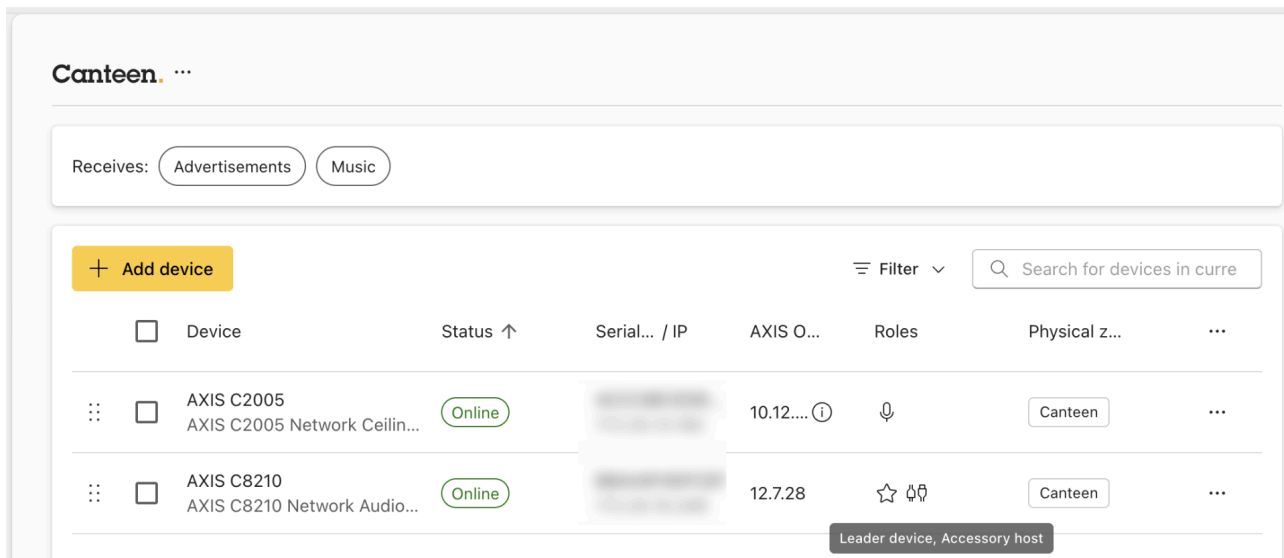 Canteen. ...
Receives: Advertisements Music
+ Add device Filter Search for devices in curre
Device Status ↑ Serial... / IP AXIS O... Roles Physical z... ...
AXIS C2005
AXIS C2005 Network Ceilin...
Online 10.12.... Canteen ...
AXIS C8210
AXIS C8210 Network Audio...
Online 12.7.28 Canteen ...
Leader device, Accessory host